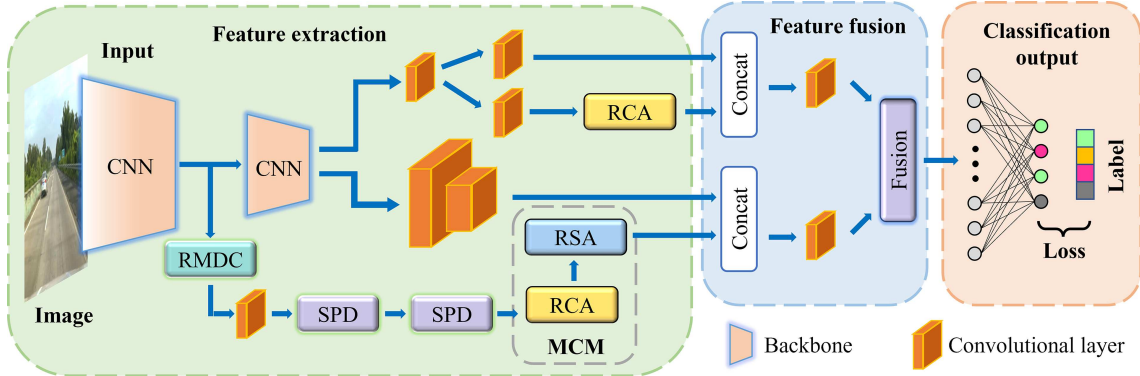 Input
Feature extraction
Feature fusion
Classification
output
CNN
CNN
RCA
Concat
Fusion
Label
RMDC
RSA
Concat
Loss
Image
SPD
SPD
RCA
MCM
Backbone
Convolutional layer